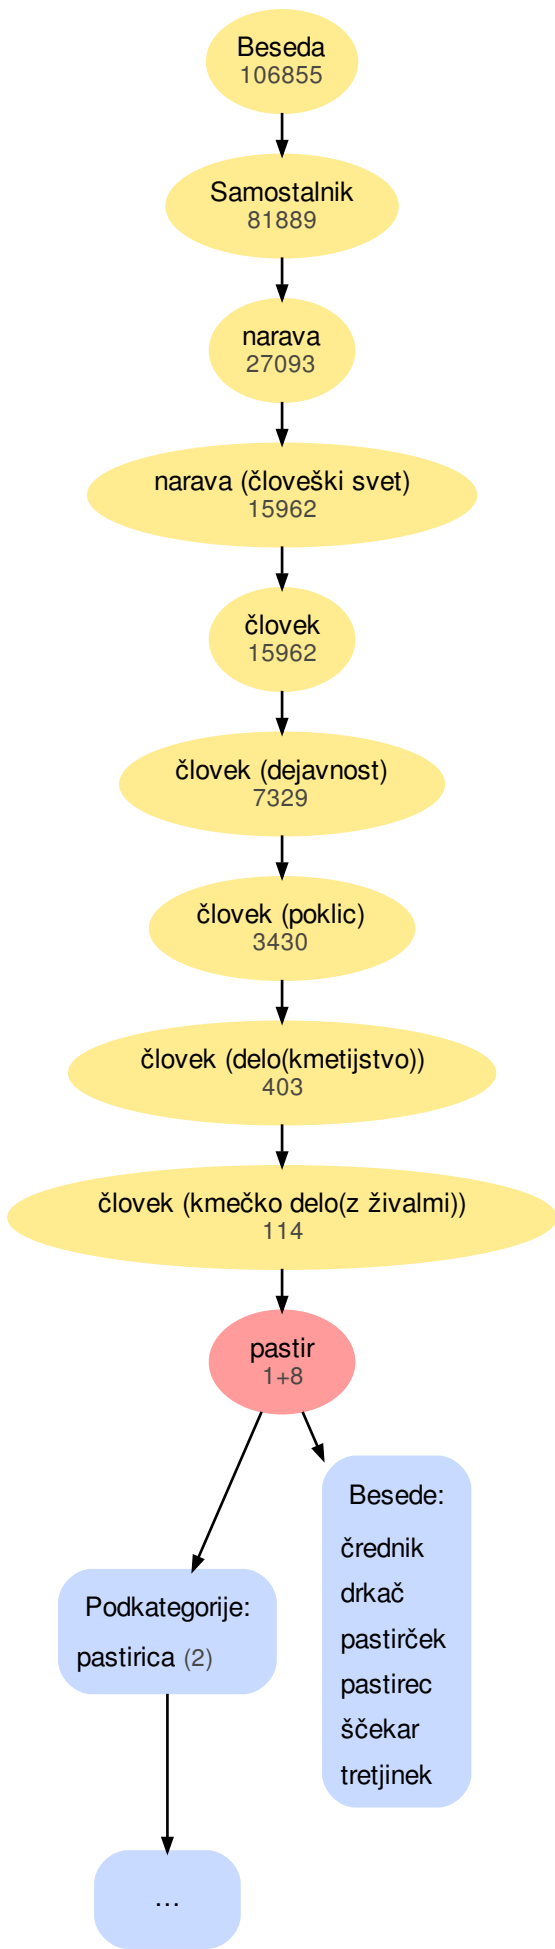 Beseda
106855
Samostalnik
81889
narava
27093
narava (človeški svet)
15962
človek
15962
človek (dejavnost)
7329
človek (poklic)
3430
človek (delo(kmetijstvo))
403
človek (kmečko delo(z živalmi))
114
pastir
1+8
Besede:
črednik
drkač
pastirček
pastirec
ščekar
tretjinek
Podkategorije:
pastirica (2)
...